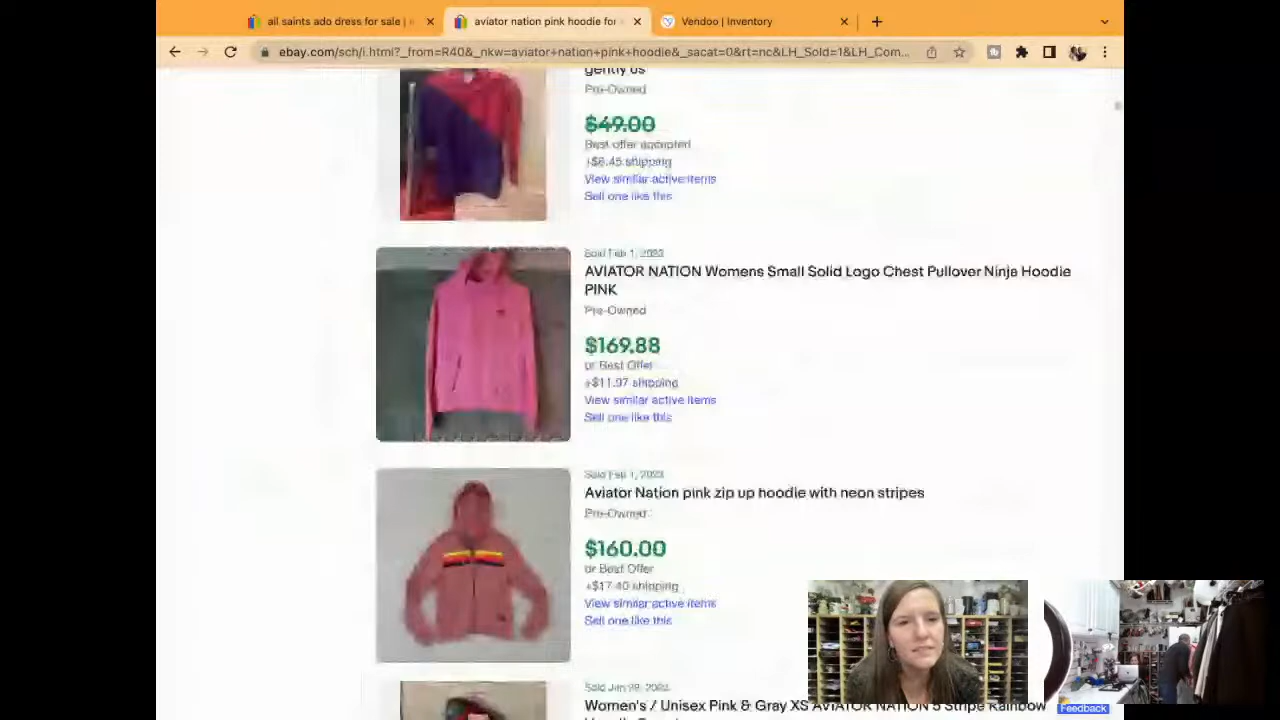 all saints ado dress for sale |
aviator nation pink hoodie for
Vendoo | Inventory
ebay.com/sch/i.html?_from=R40&_nkw=aviator+nation+pink+hoodie&_sacat=0&rt=nc&LH_Sold=1&LH_Com...
gently us
Pre-Owned
$49.00
Best offer accepted
+$8.45 shipping
View similar active items
Sell one like this
Sold Feb 1, 2023
AVIATOR NATION Womens Small Solid Logo Chest Pullover Ninja Hoodie
PINK
Pre-Owned
$169.88
or Best Offer
+$11.97 shipping
View similar active items
Sell one like this
Sold Feb 1, 2023
Aviator Nation pink zip up hoodie with neon stripes
Pre-Owned
$160.00
or Best Offer
+$17.40 shipping
View similar active items
Sell one like this
Women's / Unisex Pink & Gray XS AVIATOR NATION 5 Stripe Rainbow
Feedback